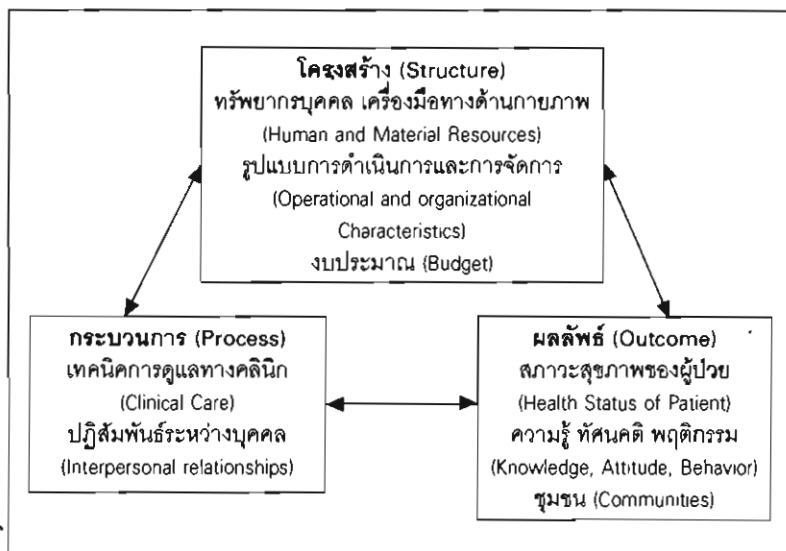 โครงสร้าง (Structure)
ทรัพยากรบุคคล เครื่องมือทางด้านกายภาพ
(Human and Material Resources)
รูปแบบการดำเนินการและการจัดการ
(Operational and organizational
Characteristics)
งบประมาณ (Budget)
กระบวนการ (Process)
เทคนิคการดูแลทางคลินิก
(Clinical Care)
ปฏิสัมพันธ์ระหว่างบุคคล
(Interpersonal relationships)
ผลลัพธ์ (Outcome)
สภาวะสุขภาพของผู้ป่วย
(Health Status of Patient)
ความรู้ ทัศนคติ พฤติกรรม
(Knowledge, Attitude, Behavior)
ชุมชน (Communities)